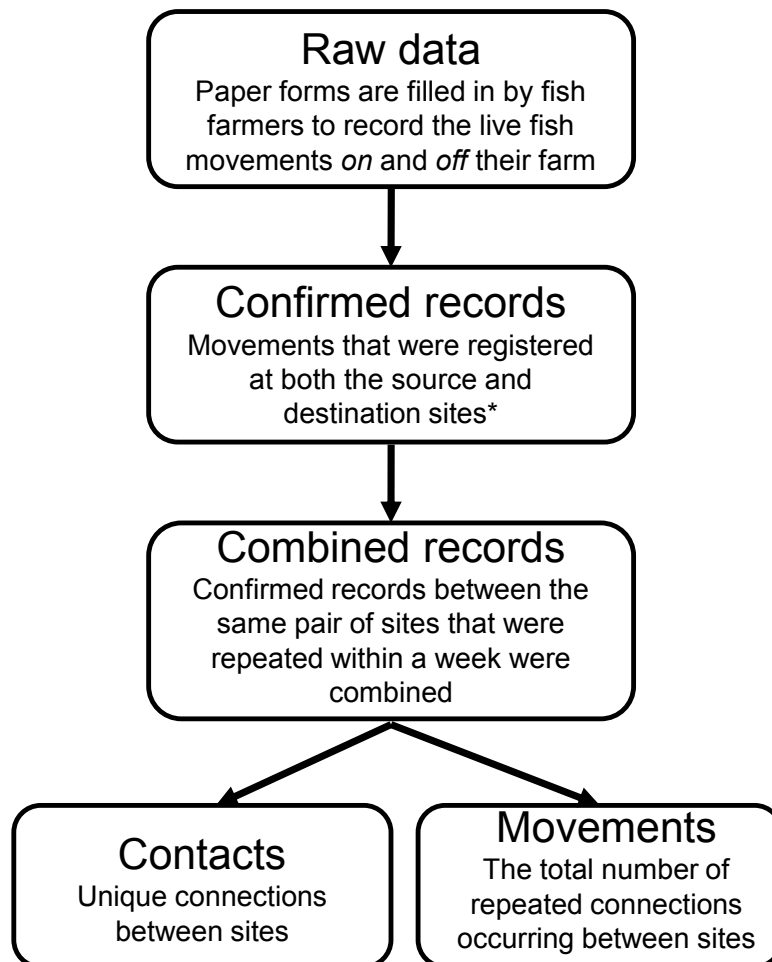 Raw data
Paper forms are filled in by fish
farmers to record the live fish
movements on and off their farm
Confirmed records
Movements that were registered
at both the source and
destination sites*
Combined records
Confirmed records between the
same pair of sites that were
repeated within a week were
combined
Contacts
Unique connections
between sites
Movements
The total number of
repeated connections
occurring between sites